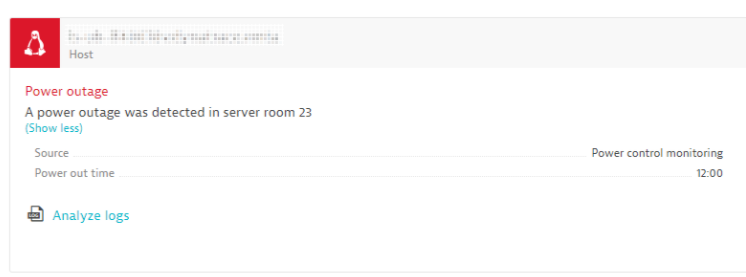 Host
Power outage
A power outage was detected in server room 23
(Show less)
Source Power control monitoring
Power out time 12:00
LOG Analyze logs